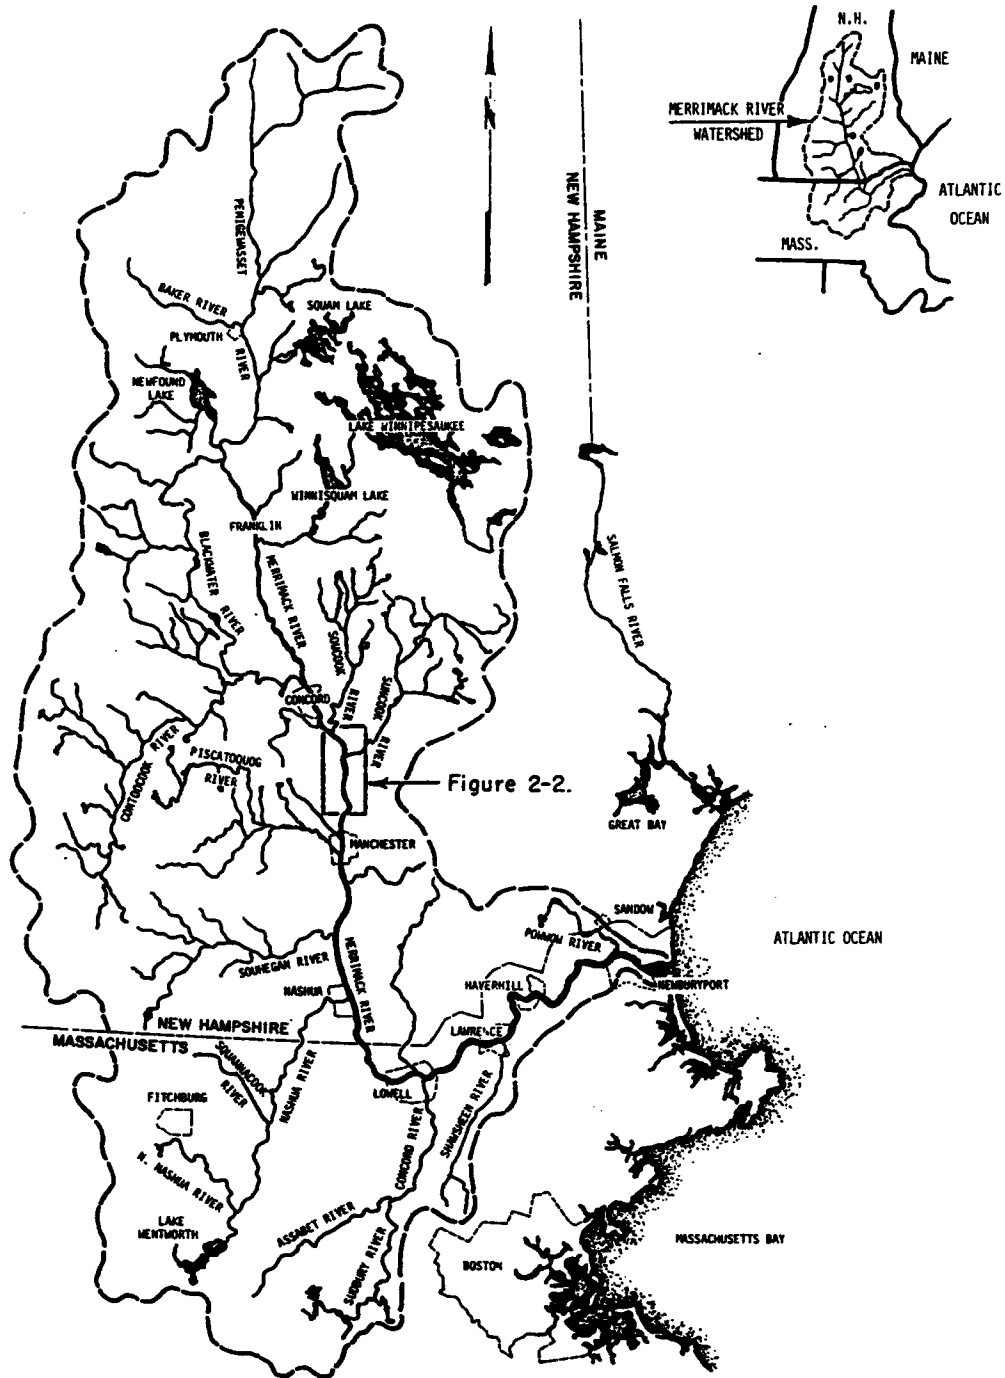 N.H.
MAINE
MERRIMACK RIVER
WATERSHED
ATLANTIC
OCEAN
MASS.
N
MAINE
NEW HAMPSHIRE
PEMIGEWASSET
RIVER
BAKER RIVER
PLYMOUTH
SQUAM LAKE
NEWFOUND
LAKE
LAKE WINNIPESAUKEE
WINNISQUAM LAKE
FRANKLIN
BLACKWATER RIVER
MERRIMACK RIVER
SALMON FALLS RIVER
SOUCOOK
RIVER
SUNCOOK
RIVER
CONCORD
CONTOOCOOK RIVER
PISCATOQUOG
RIVER
Figure 2-2.
GREAT BAY
MANCHESTER
SANDOW
POWWOW RIVER
ATLANTIC OCEAN
SOUHEGAN RIVER
MERRIMACK RIVER
NASHUA
HAVERHILL
NEWBURYPORT
LAWRENCE
NEW HAMPSHIRE
MASSACHUSETTS
SQUANNACOOK
RIVER
NASHUA RIVER
LOWELL
FITCHBURG
SHAWSHEEN RIVER
CONCORD RIVER
N. NASHUA RIVER
LAKE
WENTWORTH
ASSABET RIVER
SUDBURY RIVER
BOSTON
MASSACHUSETTS BAY